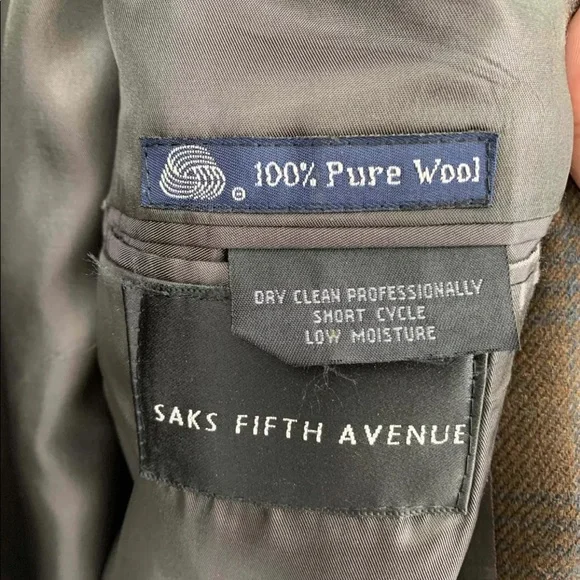 100% Pure Wool
DRY CLEAN PROFESSIONALLY
SHORT CYCLE
LOW MOISTURE
SAKS FIFTH AVENUE